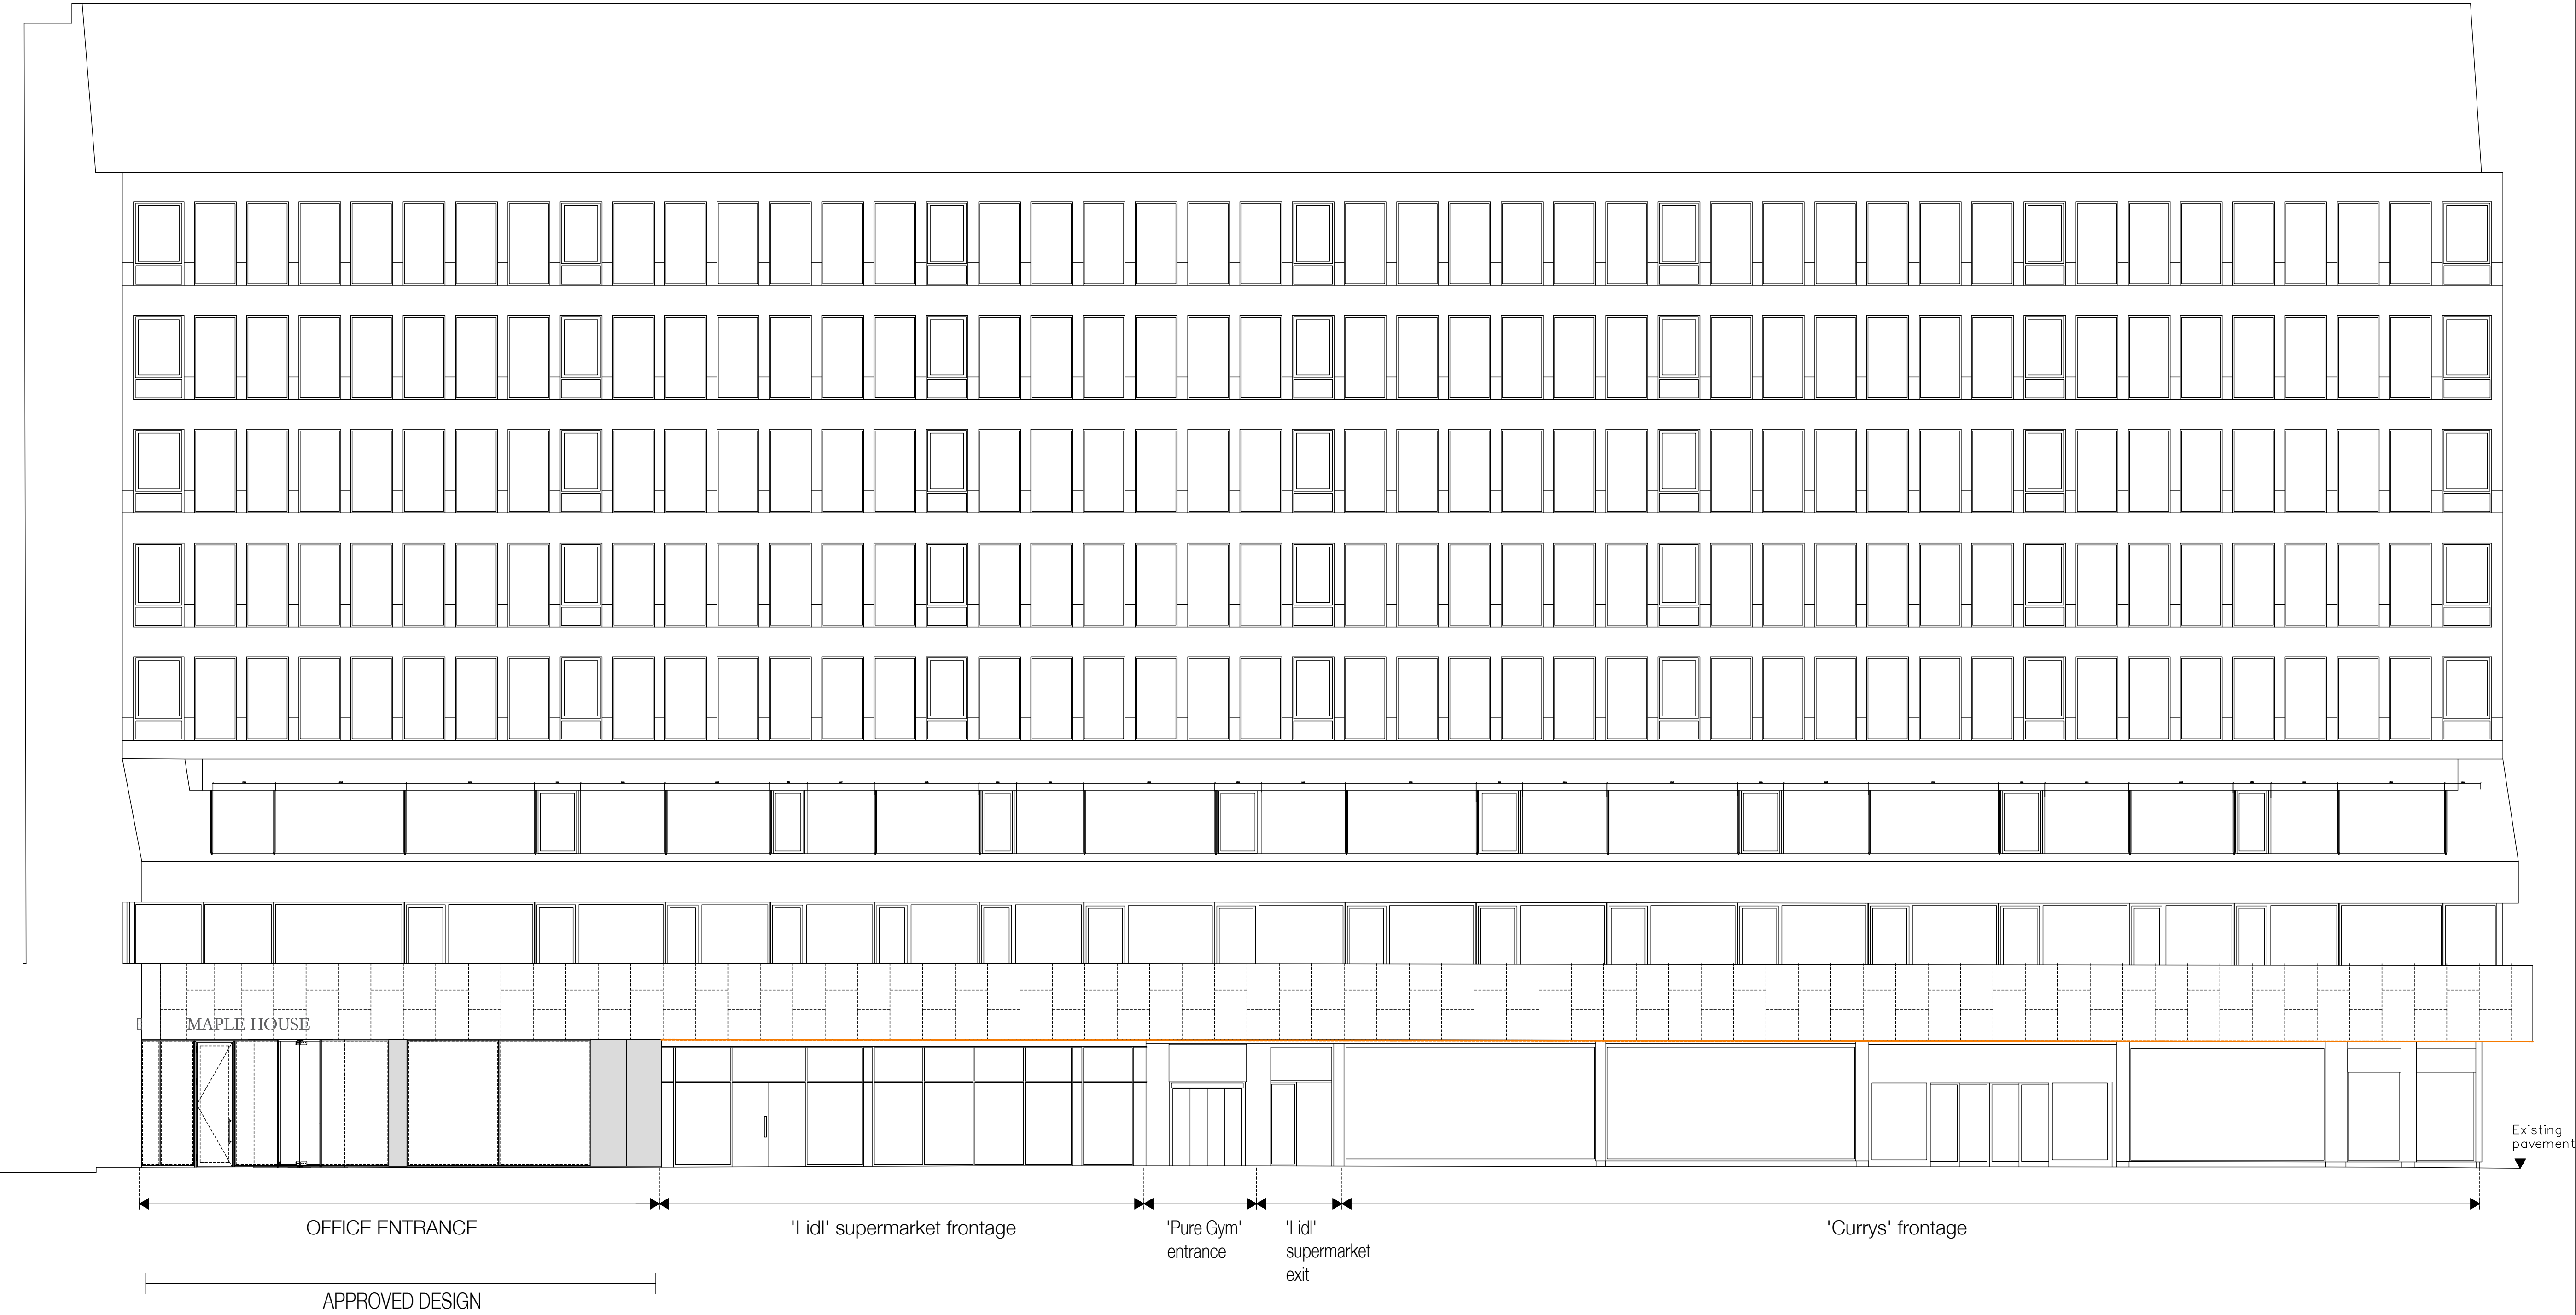 MAPLE HOUSE
Existing
pavement
OFFICE ENTRANCE
'Lidl' supermarket frontage
'Pure Gym'
entrance
'Lidl'
supermarket
exit
'Currys' frontage
APPROVED DESIGN